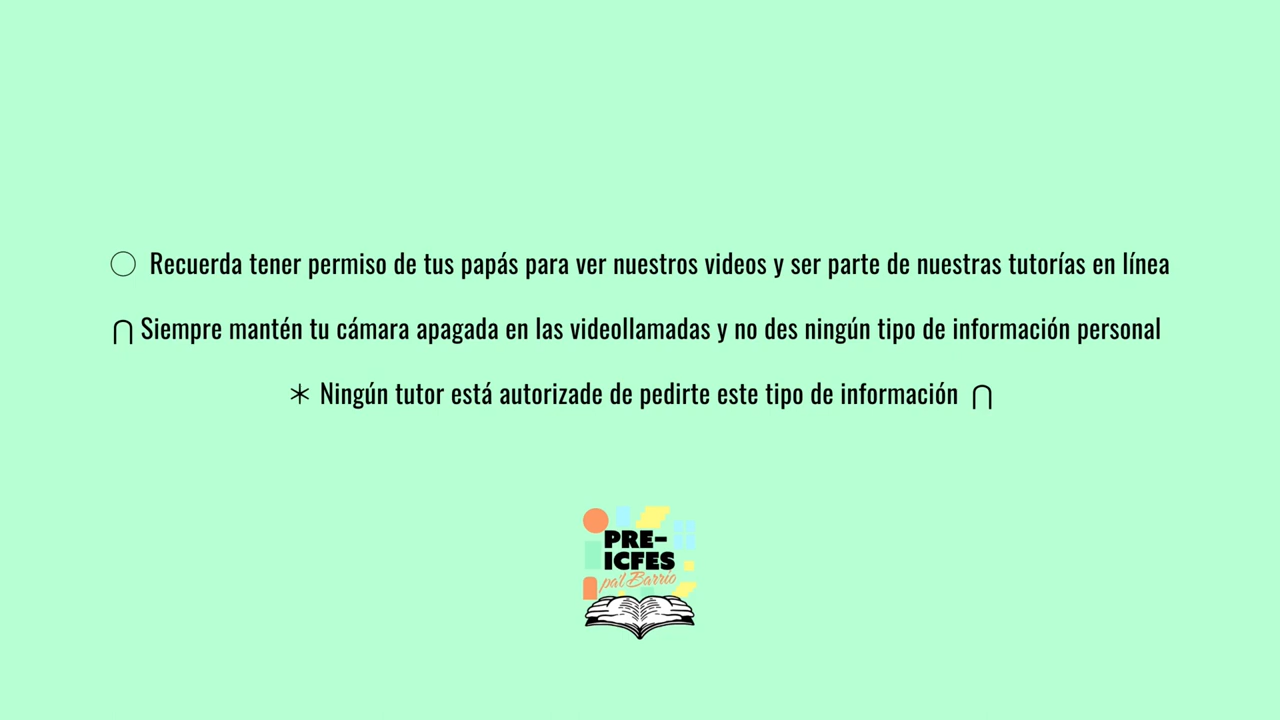 ◯ Recuerda tener permiso de tus papás para ver nuestros videos y ser parte de nuestras tutorías en línea
⋂ Siempre mantén tu cámara apagada en las videollamadas y no des ningún tipo de información personal
✳ Ningún tutor está autorizade de pedirte este tipo de información ⋂
PRE-
ICFES
pa'l Barrio